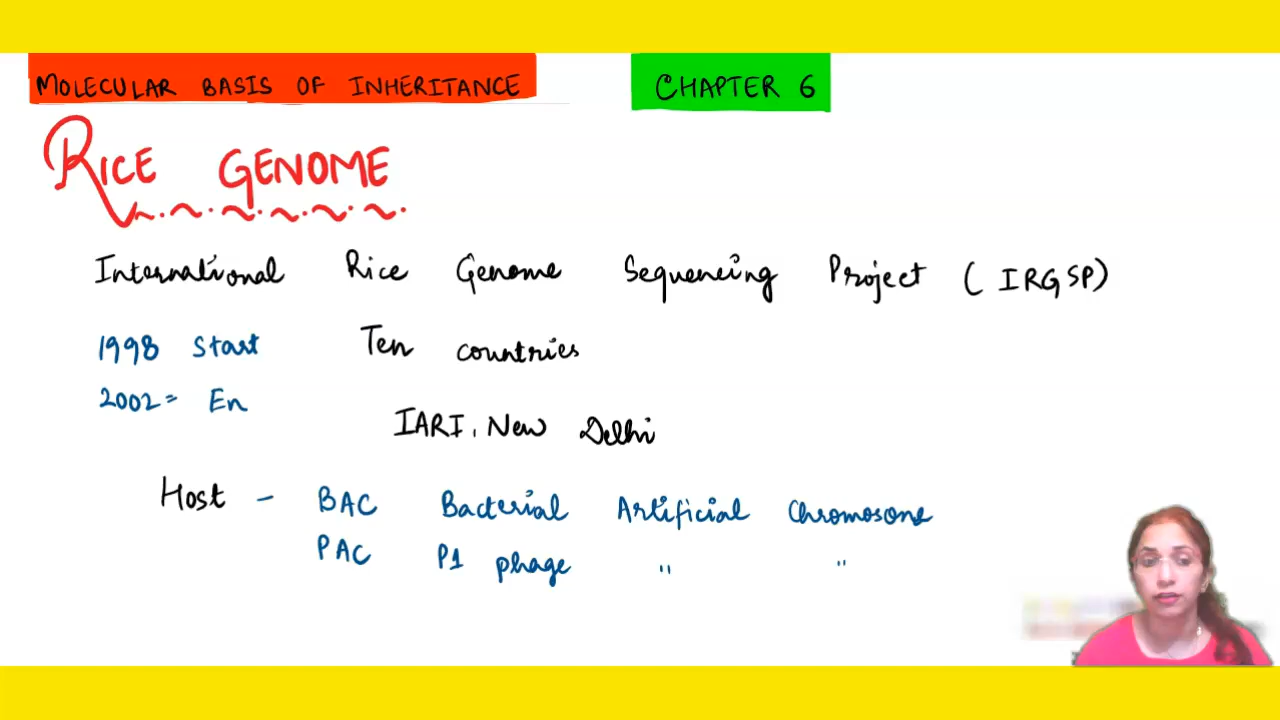 MOLECULAR BASIS OF INHERITANCE CHAPTER 6
RICE GENOME
International Rice Genome Sequencing Project (IRGSP)
1998 Start Ten countries
2002 = En
IARI, New Delhi
Host - BAC Bacterial Artificial Chromosone
PAC P1 phage " "